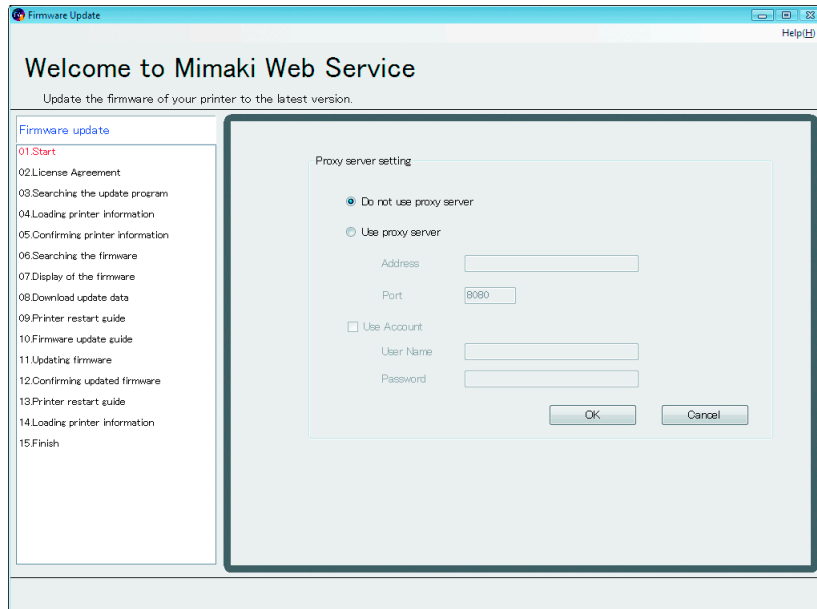 Firmware Update
Help(H)
Welcome to Mimaki Web Service
Update the firmware of your printer to the latest version.
Firmware update
01.Start
02.License Agreement
03.Searching the update program
04.Loading printer information
05.Confirming printer information
06.Searching the firmware
07.Display of the firmware
08.Download update data
09.Printer restart guide
10.Firmware update guide
11.Updating firmware
12.Confirming updated firmware
13.Printer restart guide
14.Loading printer information
15.Finish
Proxy server setting
Do not use proxy server
Use proxy server
Address
Port 8080
Use Account
User Name
Password
OK Cancel